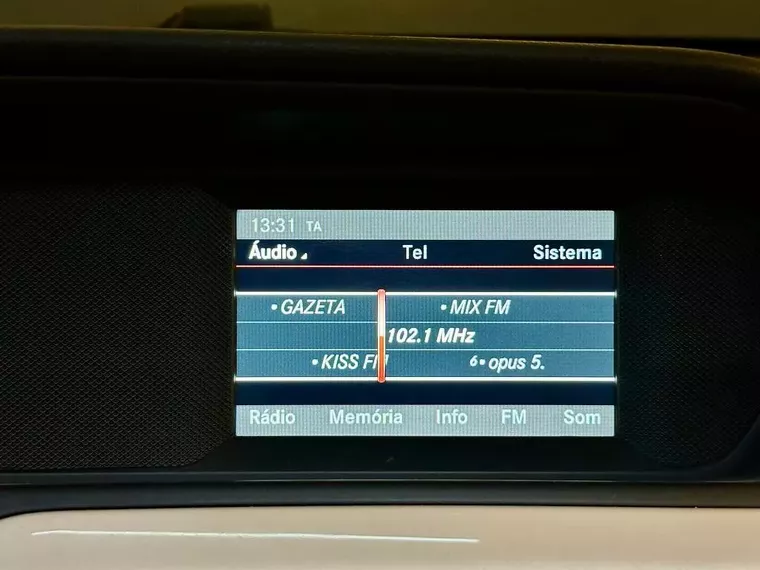 13:31 TA
Áudio Tel Sistema
• GAZETA • MIX FM
102.1 MHz
• KISS FM 6• opus 5.
Rádio Memória Info FM Som